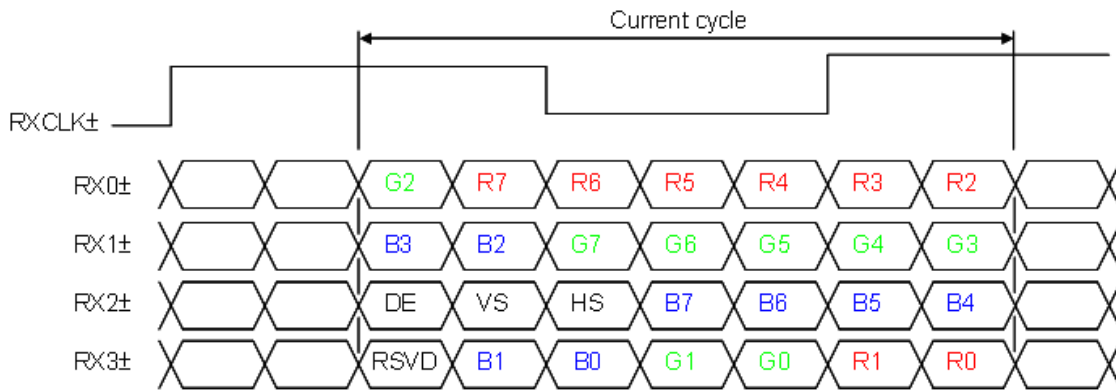 Current cycle
RXCLK±
RX0± G2 R7 R6 R5 R4 R3 R2
RX1± B3 B2 G7 G6 G5 G4 G3
RX2± DE VS HS B7 B6 B5 B4
RX3± RSVD B1 B0 G1 G0 R1 R0